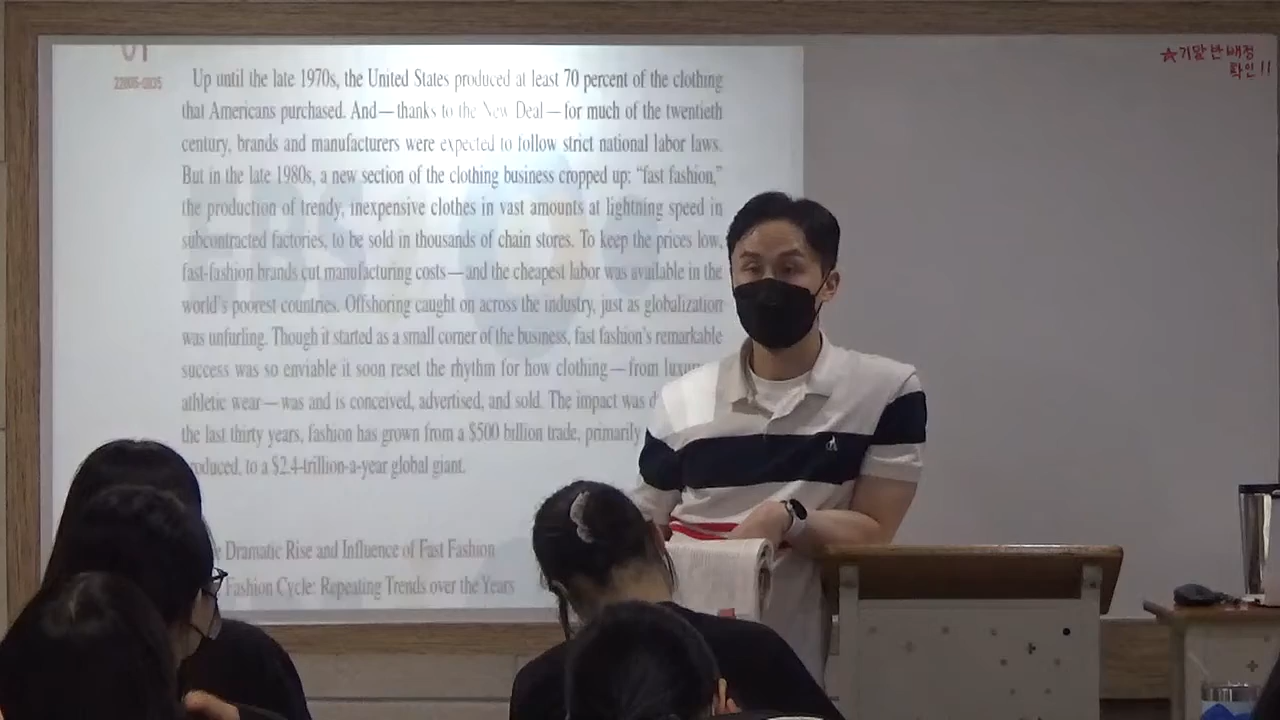 01
22005-0035
Up until the late 1970s, the United States produced at least 70 percent of the clothing
that Americans purchased. And—thanks to the New Deal—for much of the twentieth
century, brands and manufacturers were expected to follow strict national labor laws.
But in the late 1980s, a new section of the clothing business cropped up: “fast fashion,”
the production of trendy, inexpensive clothes in vast amounts at lightning speed in
subcontracted factories, to be sold in thousands of chain stores. To keep the prices low,
fast-fashion brands cut manufacturing costs—and the cheapest labor was available in the
world’s poorest countries. Offshoring caught on across the industry, just as globalization
was unfurling. Though it started as a small corner of the business, fast fashion’s remarkable
success was so enviable it soon reset the rhythm for how clothing—from
athletic wear—was and is conceived, advertised, and sold. The impact was
the last thirty years, fashion has grown from a $500 billion trade, primarily
oduced, to a $2.4-trillion-a-year global giant.
Dramatic Rise and Influence of Fast Fashion
Fashion Cycle: Repeating Trends over the Years
☆기말 반 배정
확인!!